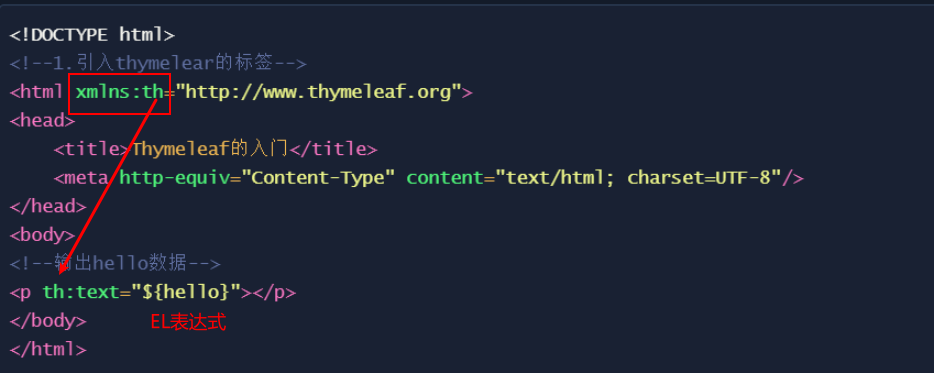 <!DOCTYPE html>
<!--1.引入thymelear的标签-->
<html xmlns:th="http://www.thymeleaf.org">
<head>
    <title>Thymeleaf的入门</title>
    <meta http-equiv="Content-Type" content="text/html; charset=UTF-8"/>
</head>
<body>
<!--输出hello数据-->
<p th:text="${hello}"></p>
</body>
EL表达式
</html>